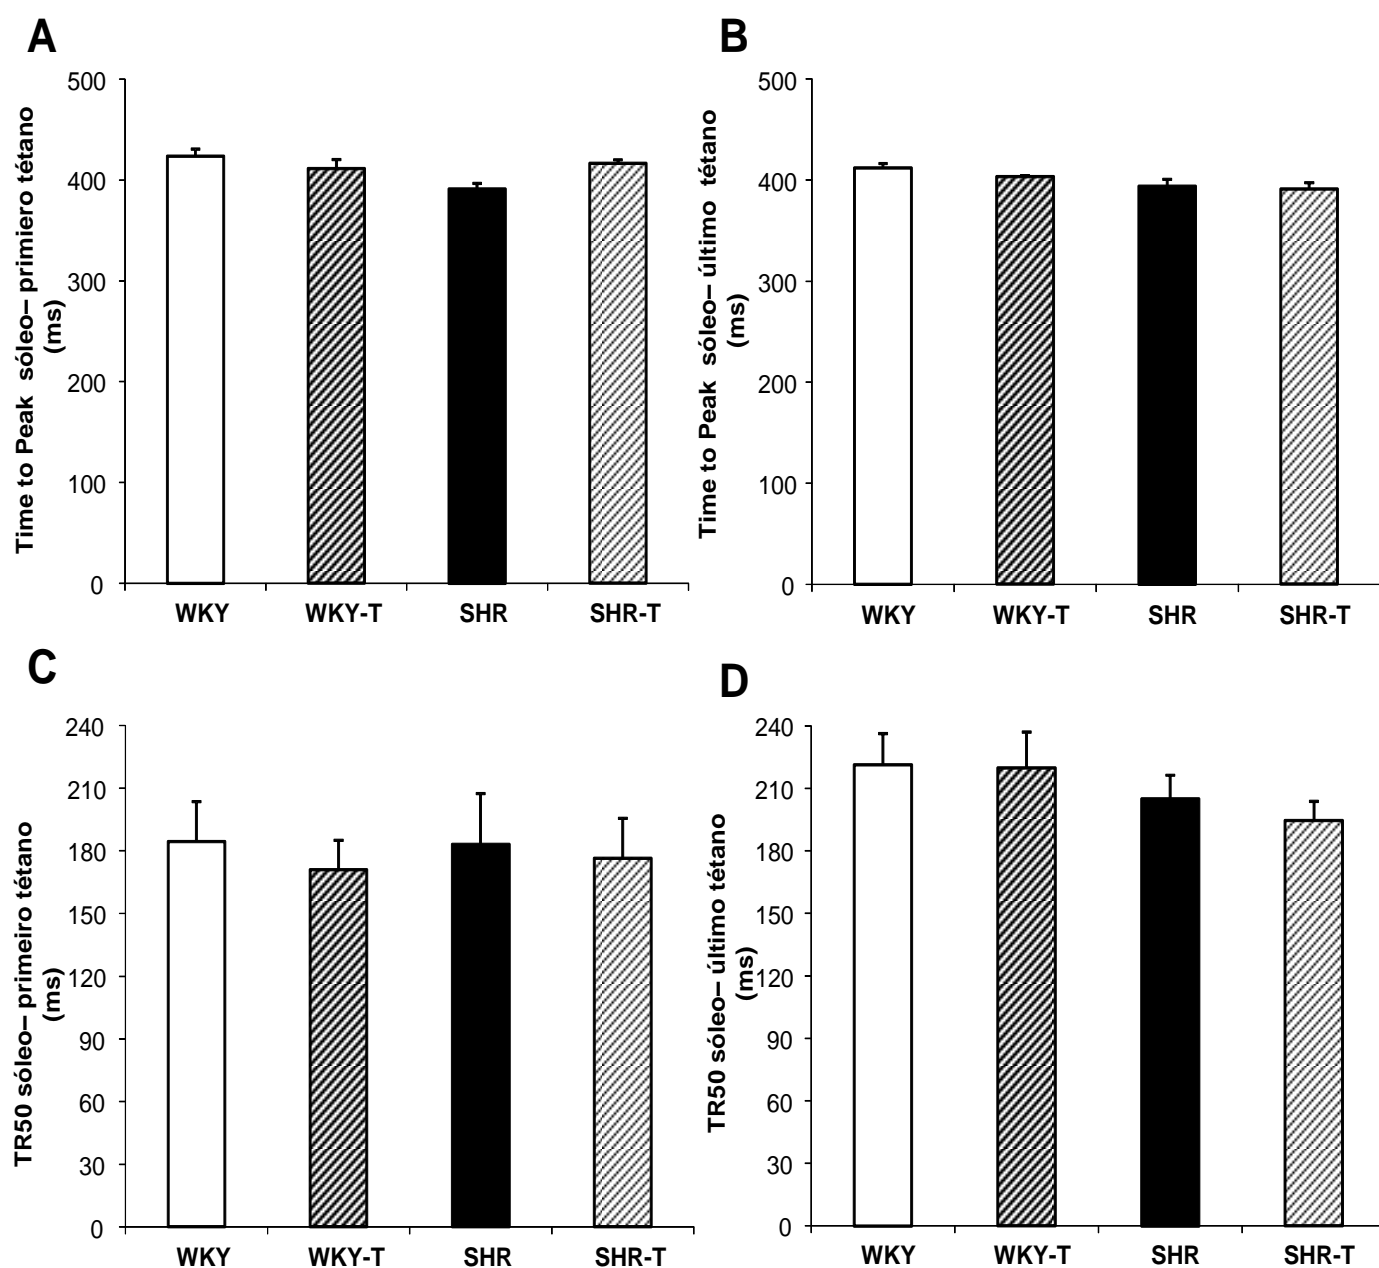 A
B
Time to Peak sóleo– primiero tétano
(ms)
500
400
300
200
100
0
WKY WKY-T SHR SHR-T
Time to Peak sóleo– último tétano
(ms)
500
400
300
200
100
0
WKY WKY-T SHR SHR-T
C
D
TR50 sóleo– primeiro tétano
(ms)
240
210
180
150
120
90
60
30
0
WKY WKY-T SHR SHR-T
TR50 sóleo– último tétano
(ms)
240
210
180
150
120
90
60
30
0
WKY WKY-T SHR SHR-T